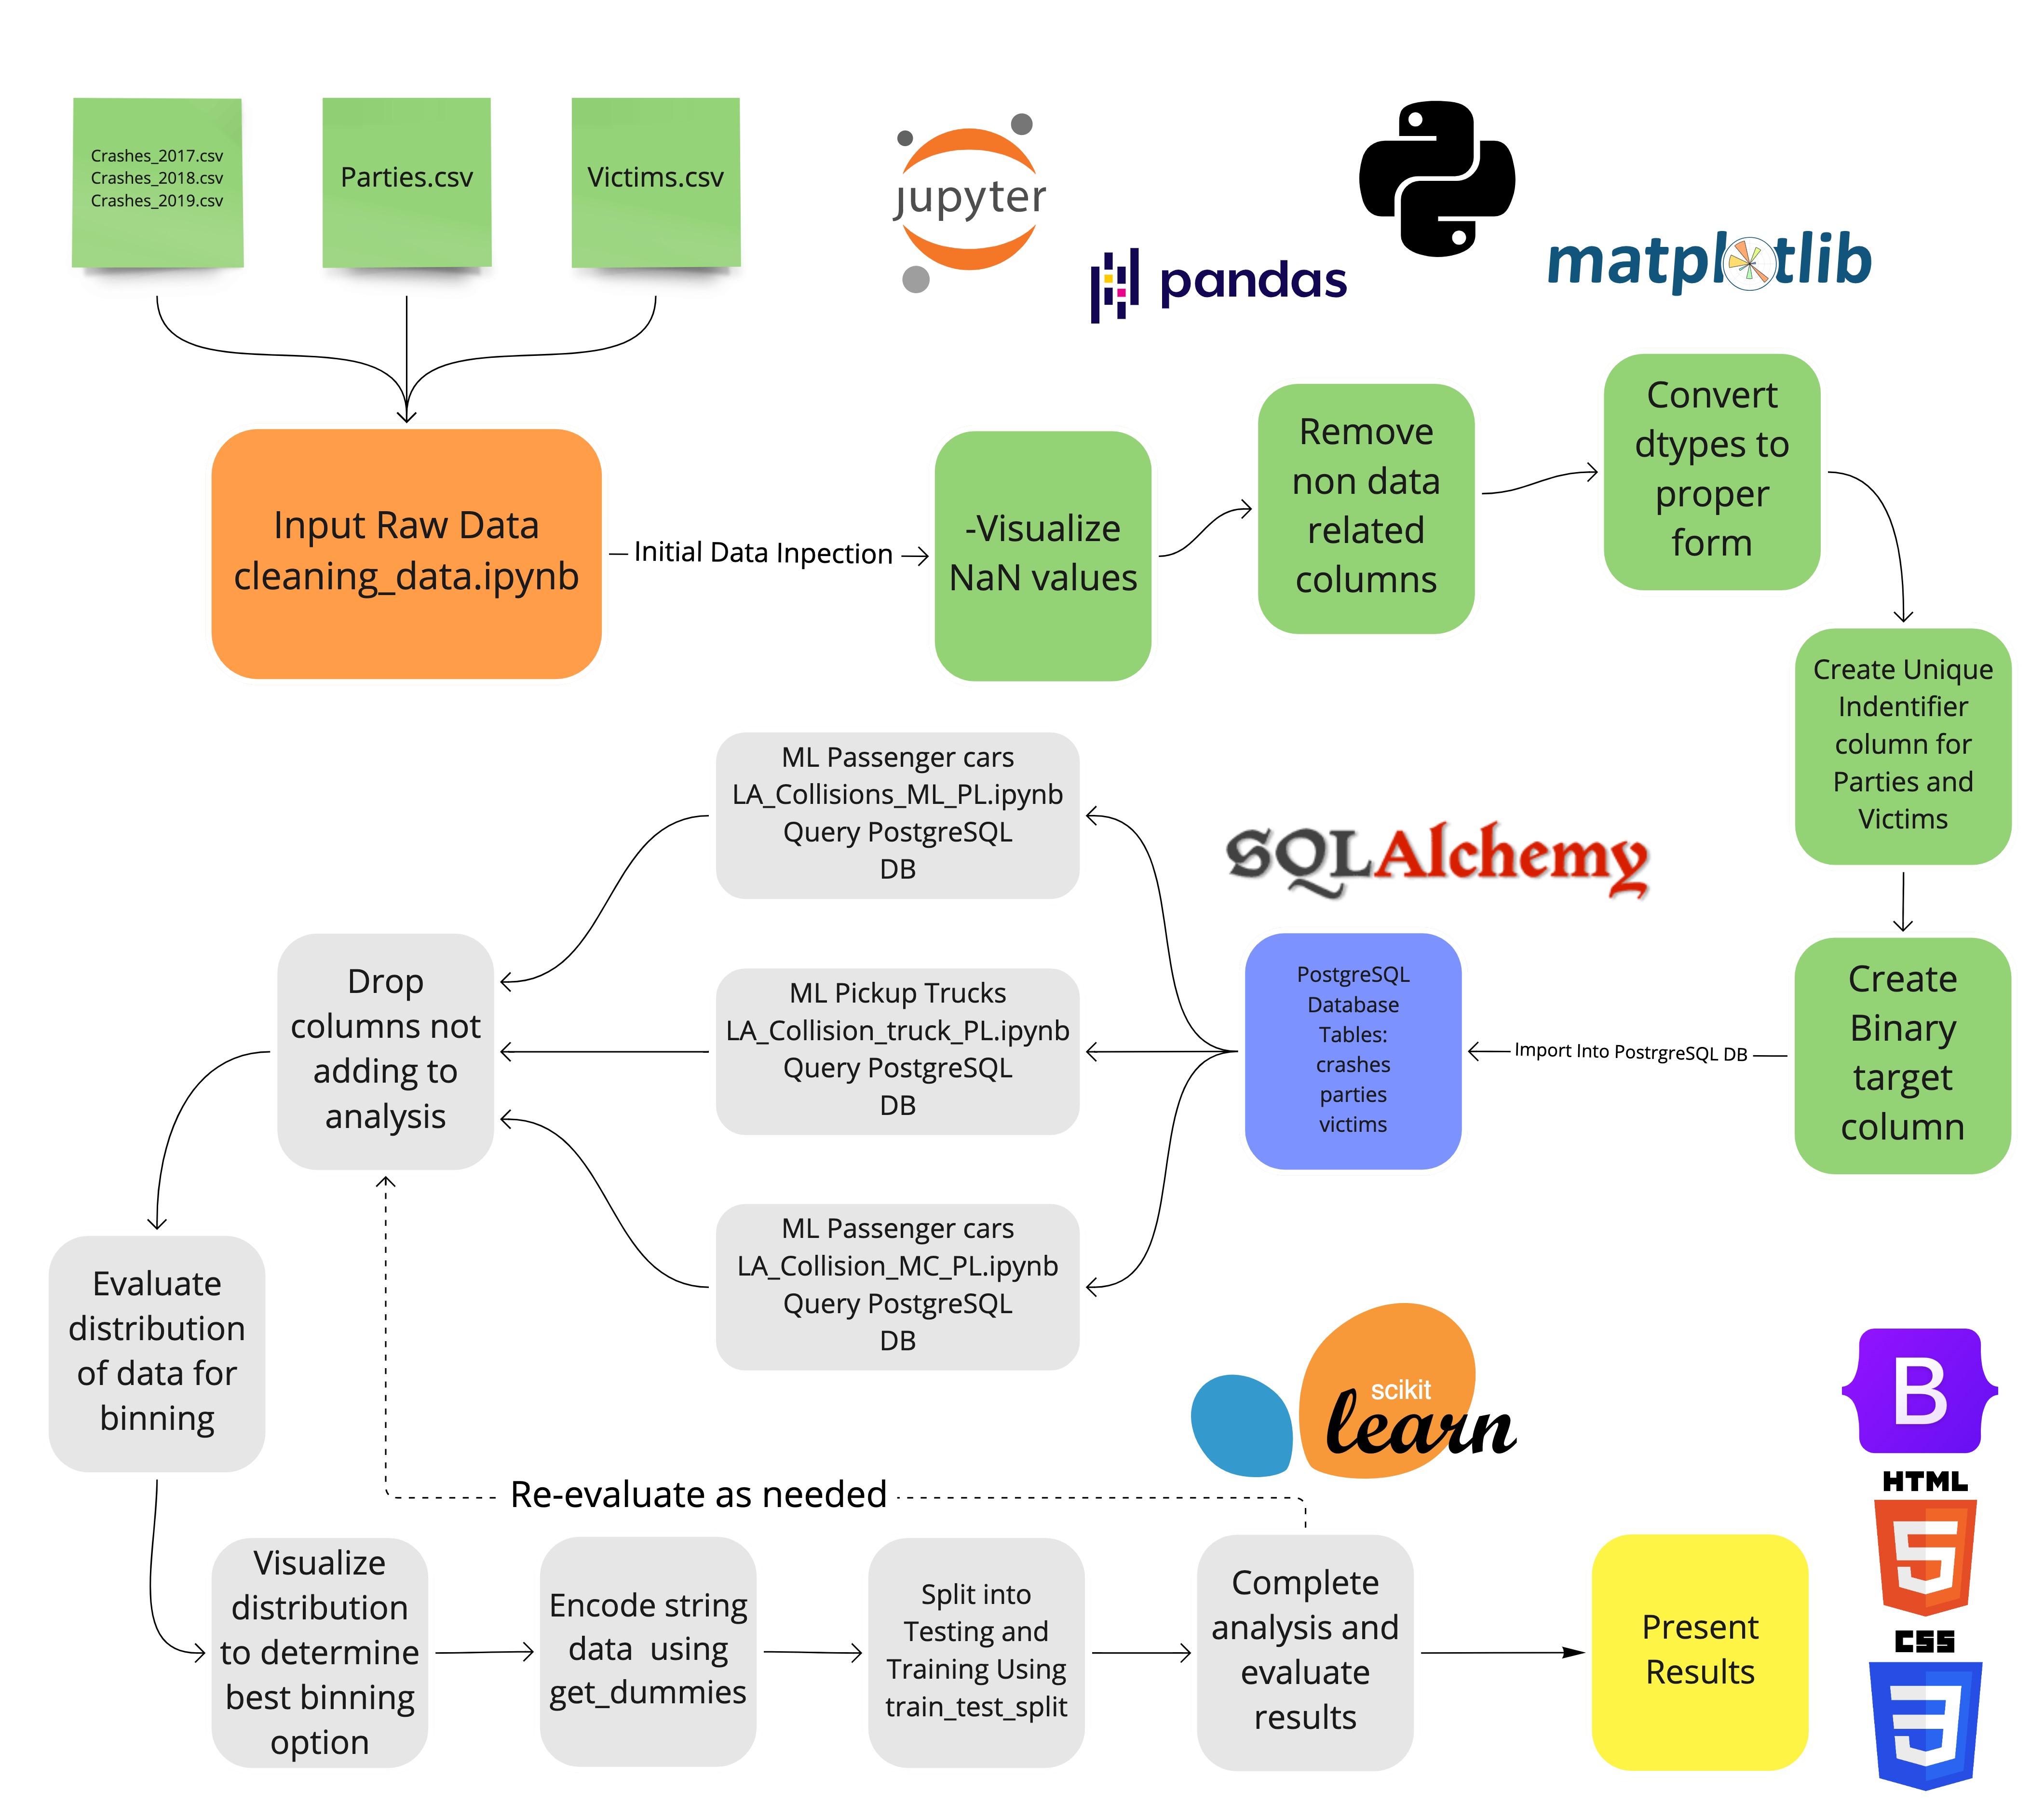 Crashes_2017.csv
Crashes_2018.csv
Crashes_2019.csv
Parties.csv
Victims.csv
jupyter
pandas
matplotlib
Input Raw Data
cleaning_data.ipynb
Initial Data Inpection
-Visualize
NaN values
Remove
non data
related
columns
Convert
dtypes to
proper
form
Create Unique
Indentifier
column for
Parties and
Victims
Create
Binary
target
column
Import Into PostrgreSQL DB
SQLAlchemy
PostgreSQL
Database
Tables:
crashes
parties
victims
ML Passenger cars
LA_Collisions_ML_PL.ipynb
Query PostgreSQL
DB
ML Pickup Trucks
LA_Collision_truck_PL.ipynb
Query PostgreSQL
DB
ML Passenger cars
LA_Collision_MC_PL.ipynb
Query PostgreSQL
DB
Drop
columns not
adding to
analysis
Evaluate
distribution
of data for
binning
Re-evaluate as needed
Visualize
distribution
to determine
best binning
option
Encode string
data  using
get_dummies
Split into
Testing and
Training Using
train_test_split
Complete
analysis and
evaluate
results
Present
Results
scikit
learn
B
HTML
5
CSS
3